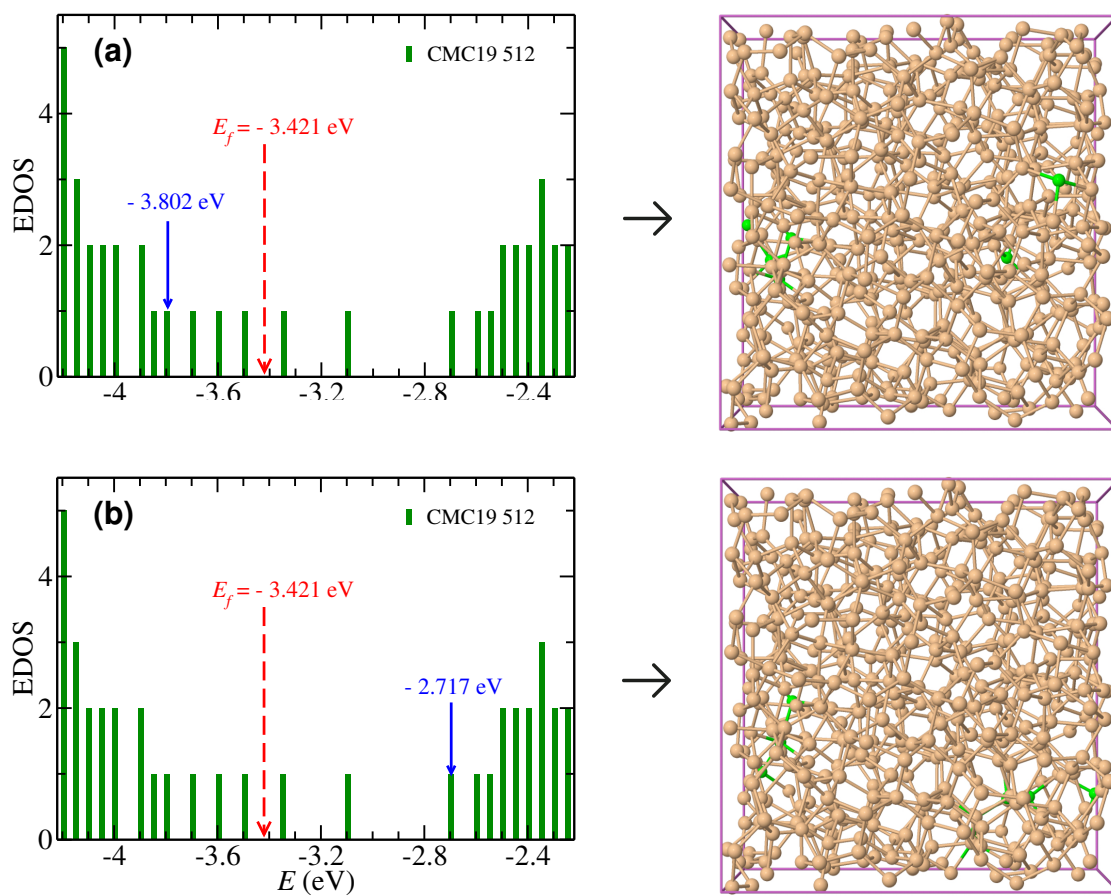 (a)
CMC19 512
E_f = - 3.421 eV
- 3.802 eV
EDOS
4
2
0
-4 -3.6 -3.2 -2.8 -2.4
(b)
CMC19 512
E_f = - 3.421 eV
- 2.717 eV
EDOS
4
2
0
-4 -3.6 -3.2 -2.8 -2.4
E (eV)